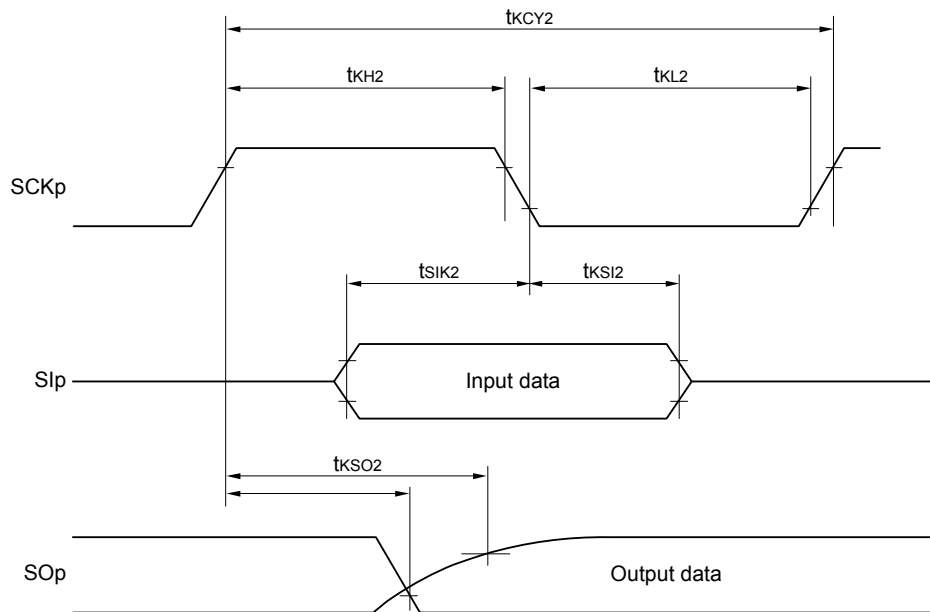 tKCY2
tKH2
tKL2
SCKp
tSIK2
tKSI2
SIp
Input data
tKSO2
SOp
Output data